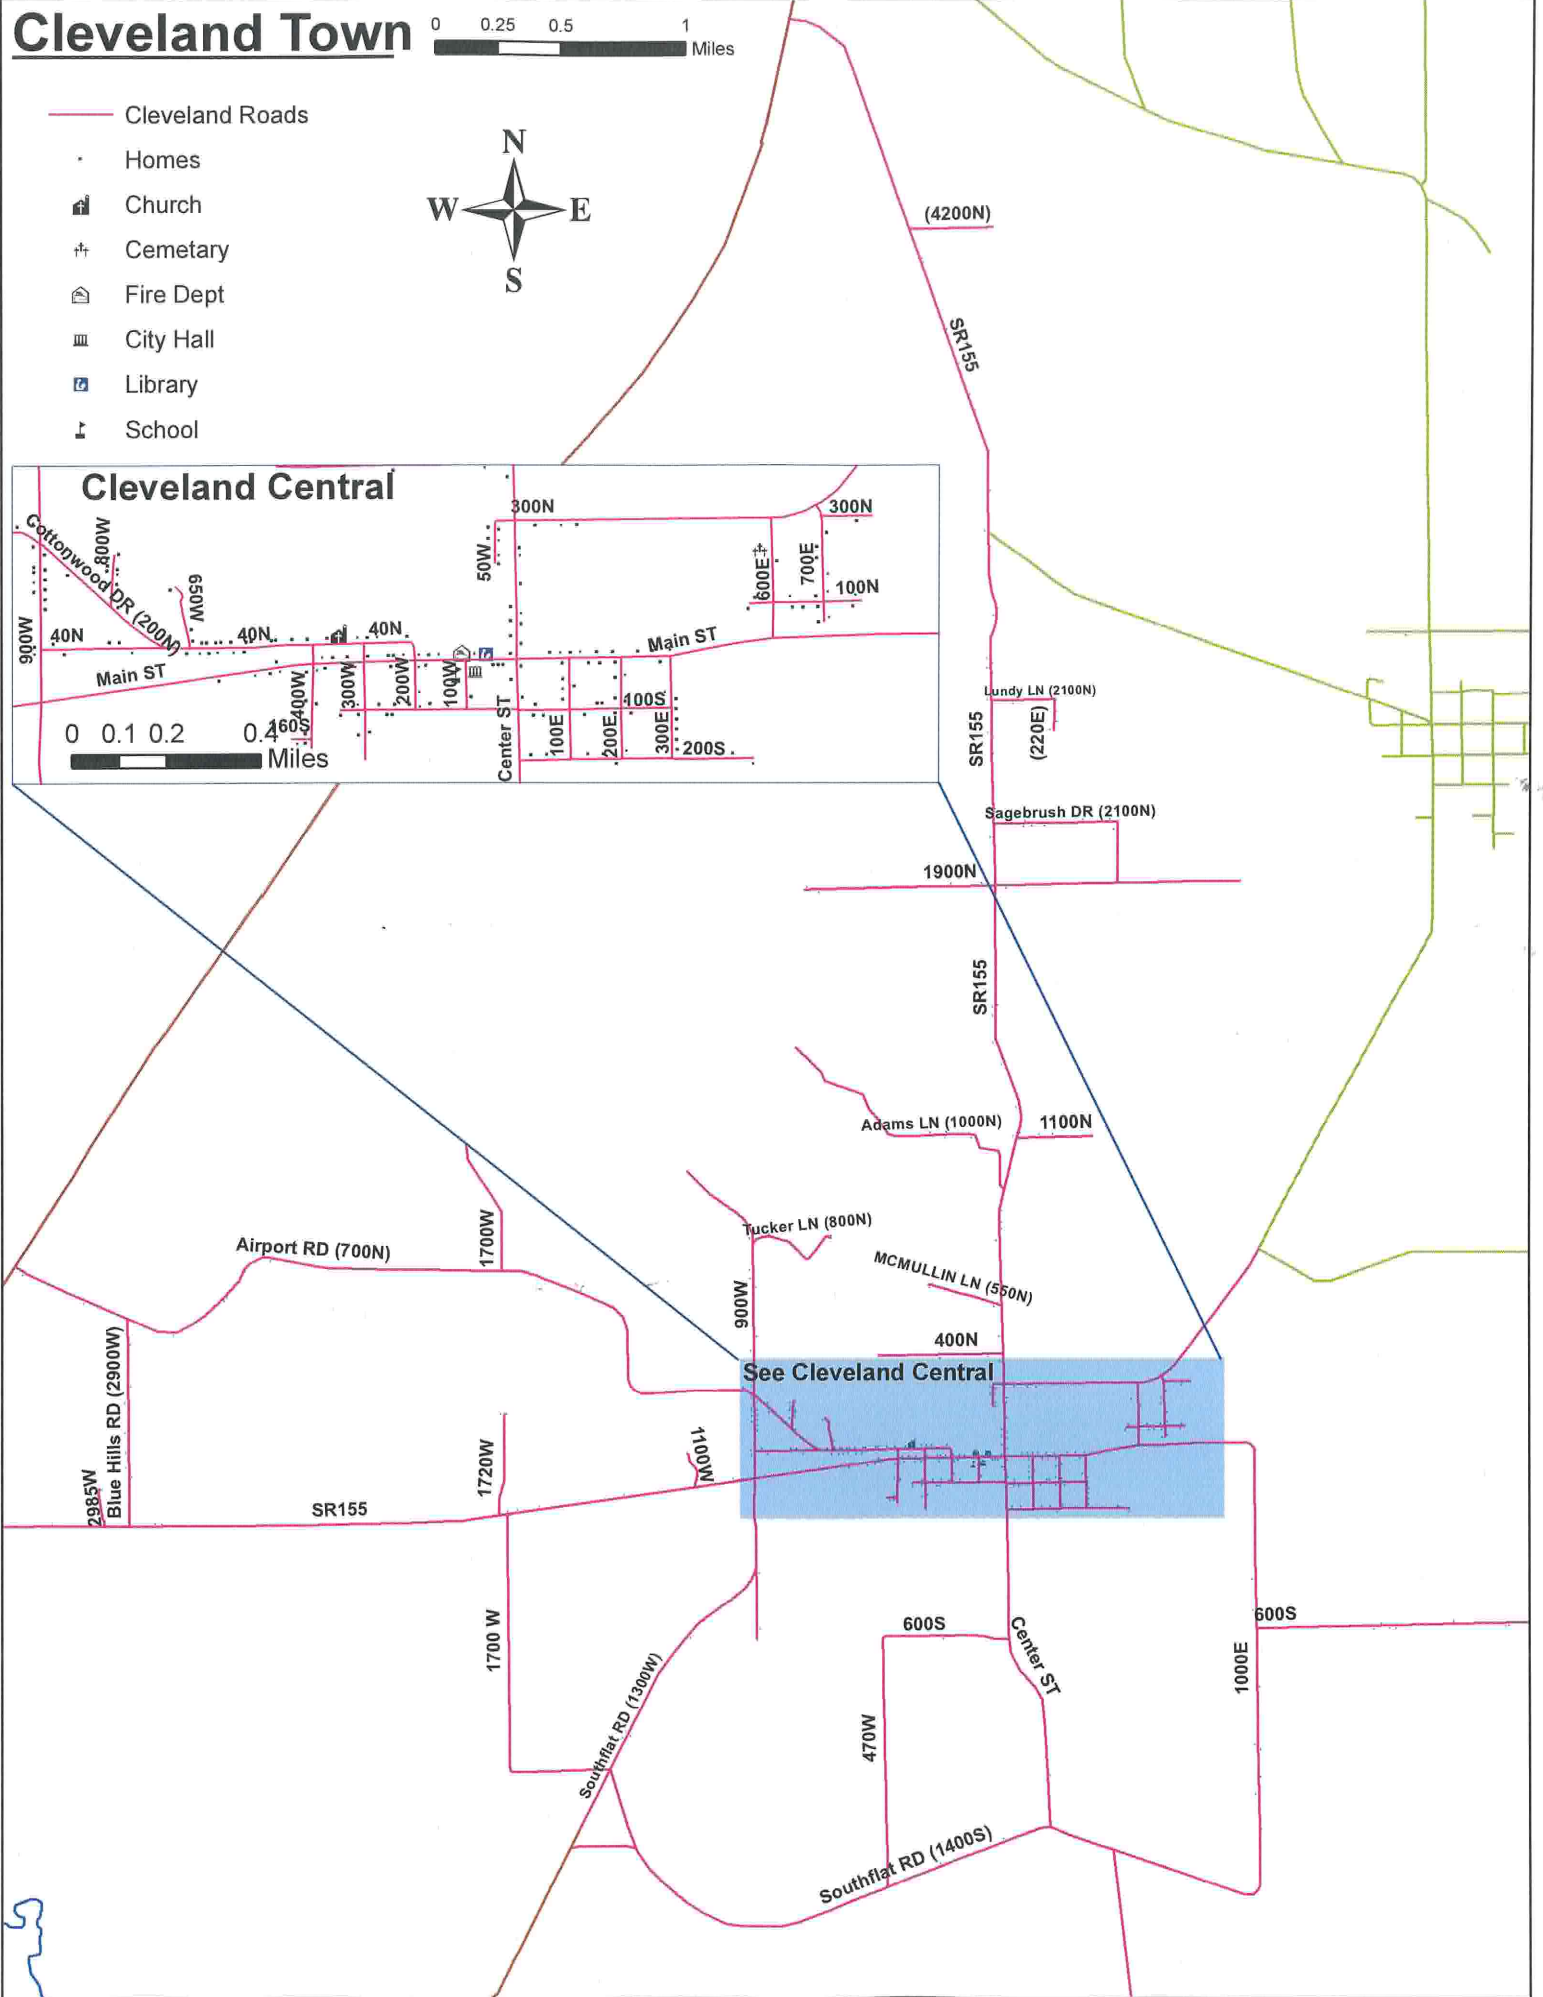 Cleveland Town
0 0.25 0.5 1
Miles
Cleveland Roads
Homes
Church
Cemetary
Fire Dept
City Hall
Library
School
N
W E
S
(4200N)
SR155
Cleveland Central
300N
300N
Cottonwood DR (200N)
800W
650W
50W
600E
700E
100N
900W
40N
40N
40N
Main ST
Main ST
400W
300W
200W
100W
Center ST
100S
100E
200E
300E
160S
200S
0 0.1 0.2 0.4
Miles
Lundy LN (2100N)
SR155
(220E)
Sagebrush DR (2100N)
1900N
SR155
Adams LN (1000N)
1100N
Tucker LN (800N)
1700W
Airport RD (700N)
MCMULLIN LN (550N)
900W
400N
See Cleveland Central
Blue Hills RD (2900W)
2985W
1720W
1100W
SR155
1700 W
600S
Center ST
600S
1000E
Southflat RD (1300W)
470W
Southflat RD (1400S)